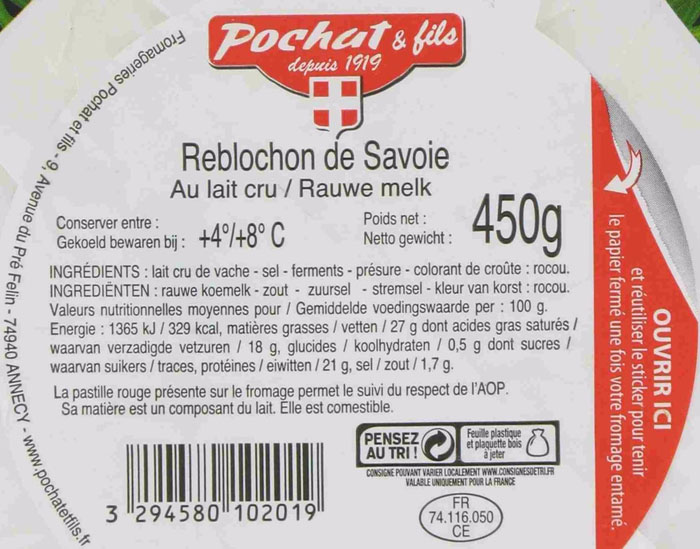 Pochat & fils
depuis 1919
Fromageries Pochat et fils - 9, Avenue du Pré Felin - 74940 ANNECY - www.pochatetfils.fr
Reblochon de Savoie
Au lait cru / Rauwe melk
Conserver entre :
Gekoeld bewaren bij : +4°/+8° C
Poids net :
Netto gewicht : 450g
INGRÉDIENTS : lait cru de vache - sel - ferments - présure - colorant de croûte : rocou.
INGREDIËNTEN : rauwe koemelk - zout - zuursel - stremsel - kleur van korst : rocou.
Valeurs nutritionnelles moyennes pour / Gemiddelde voedingswaarde per : 100 g.
Energie : 1365 kJ / 329 kcal, matières grasses / vetten / 27 g dont acides gras saturés /
waarvan verzadigde vetzuren / 18 g, glucides / koolhydraten / 0,5 g dont sucres /
waarvan suikers / traces, protéines / eiwitten / 21 g, sel / zout / 1,7 g.
La pastille rouge présente sur le fromage permet le suivi du respect de l'AOP.
Sa matière est un composant du lait. Elle est comestible.
PENSEZ
AU TRI !
Feuille plastique
et plaquette bois
à jeter
CONSIGNE POUVANT VARIER LOCALEMENT WWW.CONSIGNESDETRI.FR
VALABLE UNIQUEMENT POUR LA FRANCE
3 294580 102019
FR
74.116.050
CE
OUVRIR ICI
et réutiliser le sticker pour tenir
le papier fermé une fois votre fromage entamé.